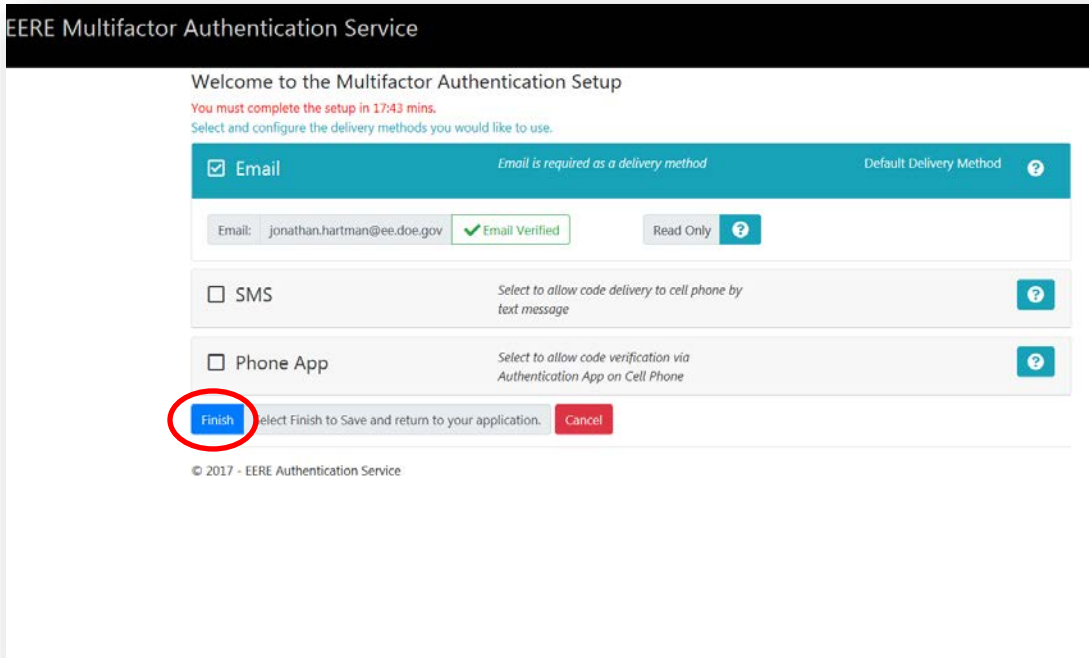 EERE Multifactor Authentication Service
Welcome to the Multifactor Authentication Setup
You must complete the setup in 17:43 mins.
Select and configure the delivery methods you would like to use.
Email Email is required as a delivery method Default Delivery Method ?
Email: jonathan.hartman@ee.doe.gov Email Verified Read Only ?
SMS Select to allow code delivery to cell phone by
text message ?
Phone App Select to allow code verification via
Authentication App on Cell Phone ?
Finish elect Finish to Save and return to your application. Cancel
© 2017 - EERE Authentication Service